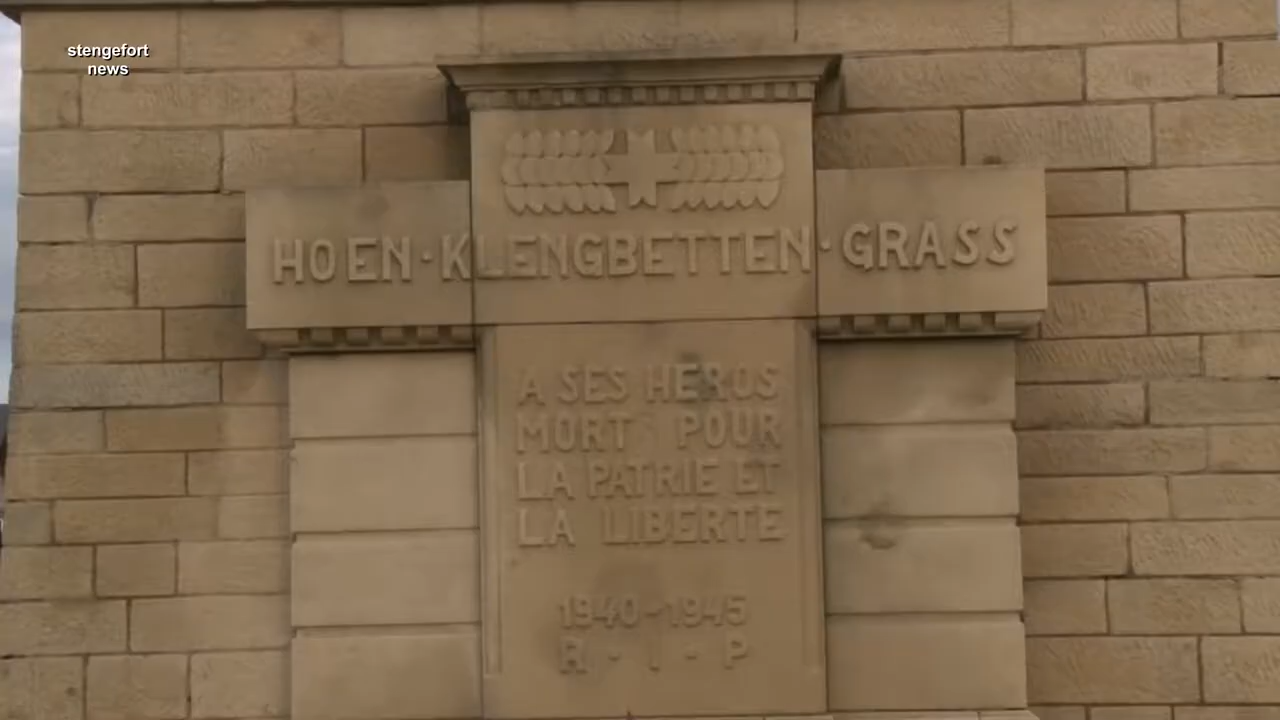 stengefort
news
HOEN · KLENGBETTEN · GRASS
A SES HEROS
MORT POUR
LA PATRIE ET
LA LIBERTE
1940-1945
R - I - P